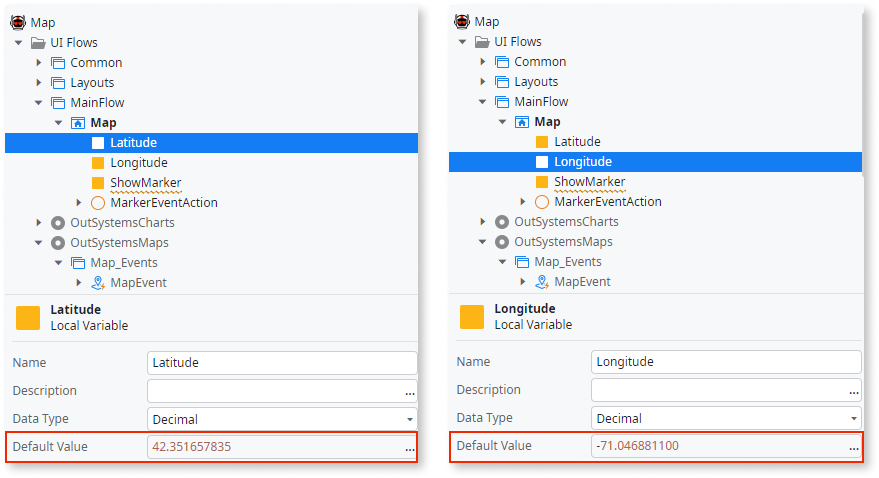 Map
UI Flows
Common
Layouts
MainFlow
Map
Latitude
Longitude
ShowMarker
MarkerEventAction
OutSystemsCharts
OutSystemsMaps
Map_Events
MapEvent
Latitude
Local Variable
Name Latitude
Description ...
Data Type Decimal
Default Value 42.351657835 ...
Map
UI Flows
Common
Layouts
MainFlow
Map
Latitude
Longitude
ShowMarker
MarkerEventAction
OutSystemsCharts
OutSystemsMaps
Map_Events
MapEvent
Longitude
Local Variable
Name Longitude
Description ...
Data Type Decimal
Default Value -71.046881100 ...